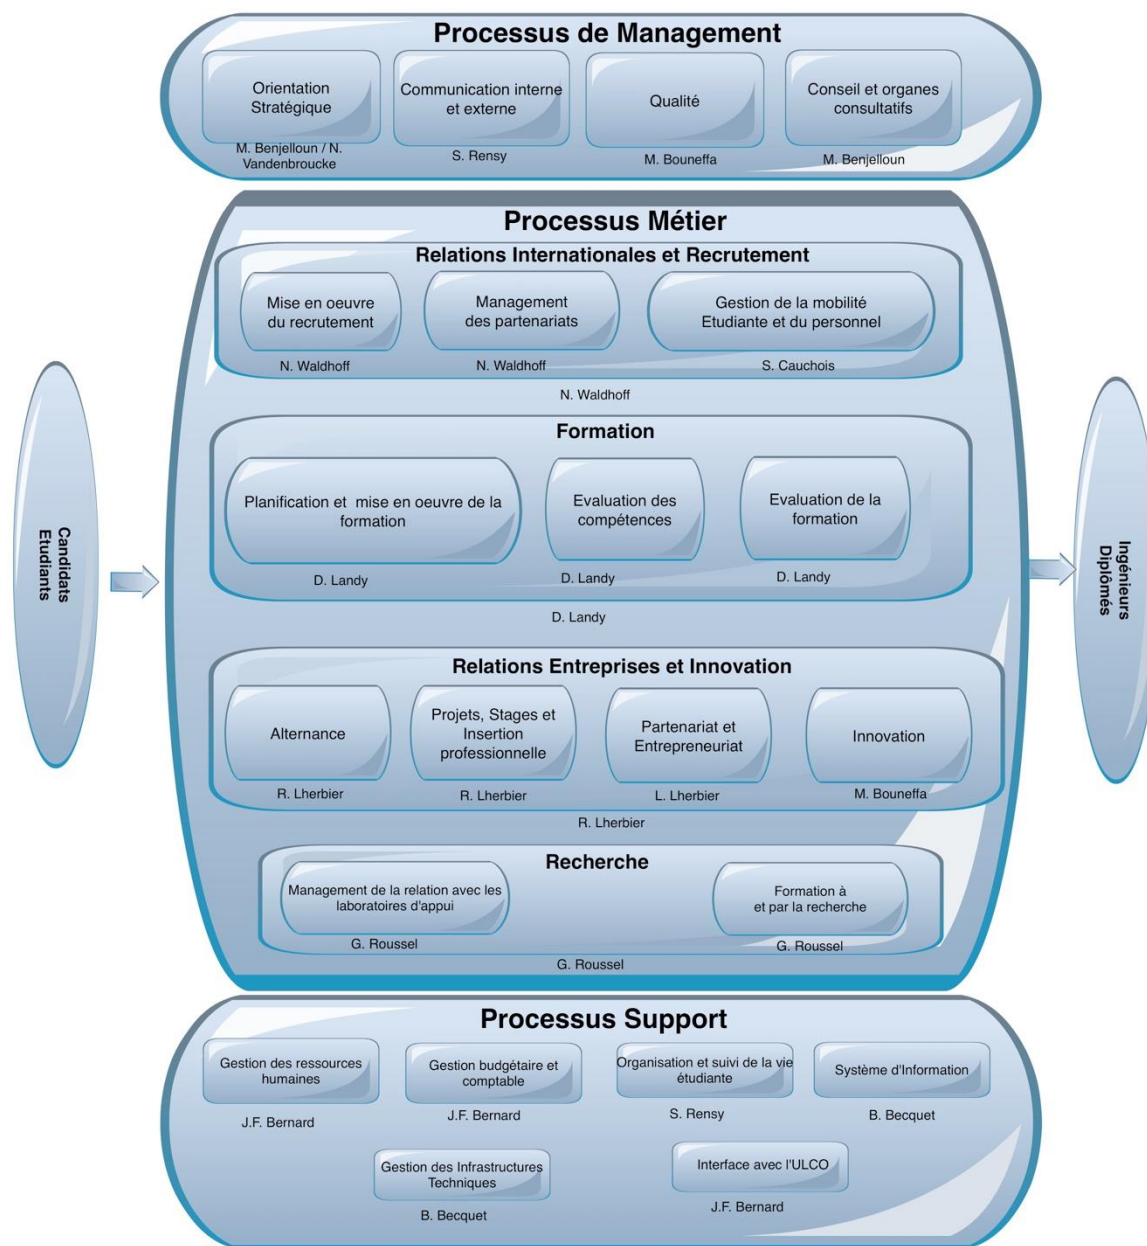 Processus de Management
Orientation
Stratégique
Communication interne
et externe
Qualité
Conseil et organes
consultatifs
M. Benjelloun / N.
Vandenbroucke
S. Rensy
M. Bouneffa
M. Benjelloun
Processus Métier
Relations Internationales et Recrutement
Mise en oeuvre
du recrutement
Management
des partenariats
Gestion de la mobilité
Etudiante et du personnel
N. Waldhoff
N. Waldhoff
S. Cauchois
N. Waldhoff
Candidats
Etudiants
Formation
Planification et mise en oeuvre de la
formation
Evaluation des
compétences
Evaluation de la
formation
D. Landy
D. Landy
D. Landy
D. Landy
Ingénieurs
Diplômés
Relations Entreprises et Innovation
Alternance
Projets, Stages et
Insertion
professionnelle
Partenariat et
Entrepreneuriat
Innovation
R. Lherbier
R. Lherbier
L. Lherbier
M. Bouneffa
R. Lherbier
Recherche
Management de la relation avec les
laboratoires d'appui
Formation à
et par la recherche
G. Roussel
G. Roussel
G. Roussel
Processus Support
Gestion des ressources
humaines
Gestion budgétaire et
comptable
Organisation et suivi de la vie
étudiante
Système d'Information
J.F. Bernard
J.F. Bernard
S. Rensy
B. Becquet
Gestion des Infrastructures
Techniques
Interface avec l'ULCO
B. Becquet
J.F. Bernard